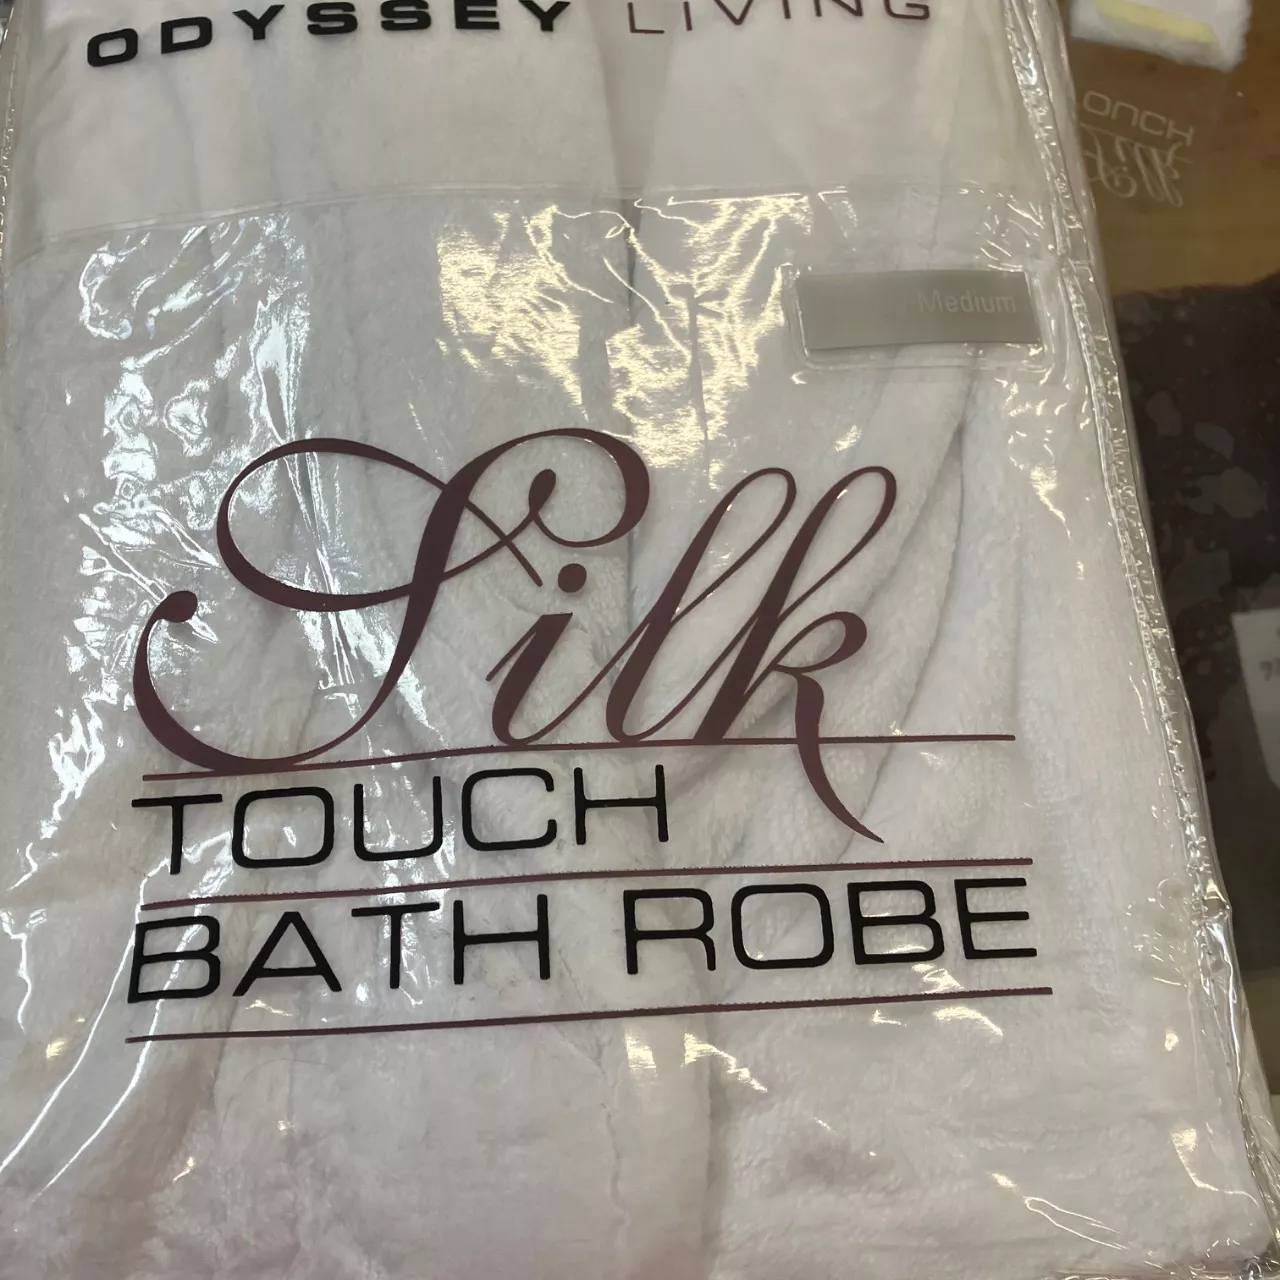 ODYSSEY LIVING
Medium
Silk
TOUCH
BATH ROBE